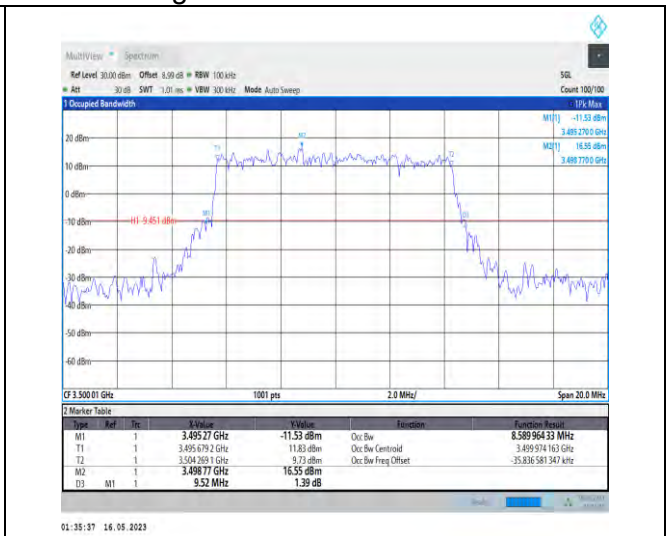 MultiView Spectrum
Ref Level 30.00 dBm Offset 8.99 dB RBW 100 kHz SGL
Att 30 dB SWT 1.01 ms VBW 300 kHz Mode Auto Sweep Count 100/100
1 Occupied Bandwidth 1Pk Max
M1[1] -11.53 dBm
3.495 270 0 GHz
M2[1] 16.55 dBm
3.498 770 0 GHz
20 dBm
10 dBm
0 dBm
-10 dBm
H1 -9.451 dBm
-20 dBm
-30 dBm
-40 dBm
-50 dBm
-60 dBm
M2
T1
T2
M1
D3
CF 3.500 01 GHz 1001 pts 2.0 MHz/ Span 20.0 MHz
2 Marker Table
Type Ref Trc X-Value Y-Value Function Function Result
M1 1 3.495 27 GHz -11.53 dBm Occ Bw 8.589 964 33 MHz
T1 1 3.495 679 2 GHz 11.83 dBm Occ Bw Centroid 3.499 974 163 GHz
T2 1 3.504 269 1 GHz 9.73 dBm Occ Bw Freq Offset -35.836 581 347 kHz
M2 1 3.498 77 GHz 16.55 dBm
D3 M1 1 9.52 MHz 1.39 dB
01:35:37 16.05.2023